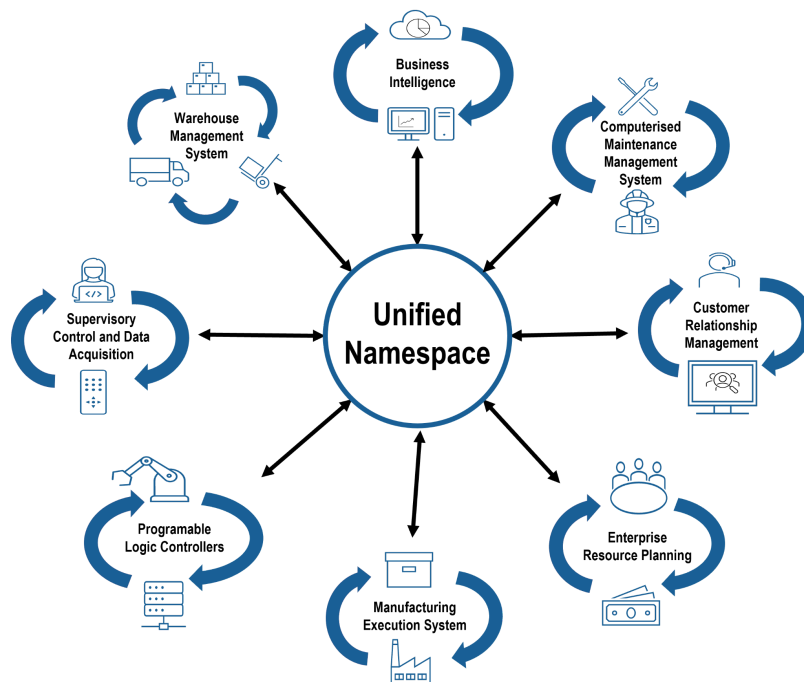 Business
Intelligence
Warehouse
Management
System
Computerised
Maintenance
Management
System
Unified
Namespace
Supervisory
Control and Data
Acquisition
</>
Customer
Relationship
Management
Programable
Logic Controllers
Enterprise
Resource Planning
Manufacturing
Execution System